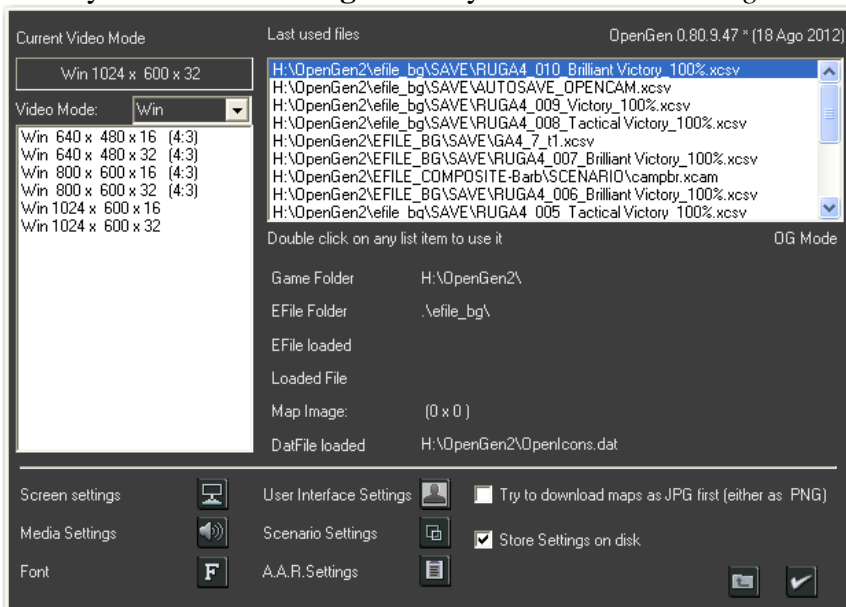 Current Video Mode
Last used files
OpenGen 0.80.9.47 * (18 Ago 2012)
Win 1024 x 600 x 32
Video Mode:
Win
Win 640 x 480 x 16 (4:3)
Win 640 x 480 x 32 (4:3)
Win 800 x 600 x 16 (4:3)
Win 800 x 600 x 32 (4:3)
Win 1024 x 600 x 16
Win 1024 x 600 x 32
H:\OpenGen2\efile_bg\SAVE\RUGA4_010_Brilliant Victory_100%.xcsv
H:\OpenGen2\efile_bg\SAVE\AUTOSAVE_OPENCAM.xcsv
H:\OpenGen2\efile_bg\SAVE\RUGA4_009_Victory_100%.xcsv
H:\OpenGen2\efile_bg\SAVE\RUGA4_008_Tactical Victory_100%.xcsv
H:\OpenGen2\EFILE_BG\SAVE\GA4_7_t1.xcsv
H:\OpenGen2\EFILE_BG\SAVE\RUGA4_007_Brilliant Victory_100%.xcsv
H:\OpenGen2\EFILE_COMPOSITE-Barb\SCENARIO\campbr.xcam
H:\OpenGen2\EFILE_BG\SAVE\RUGA4_006_Brilliant Victory_100%.xcsv
H:\OpenGen2\efile_bg\SAVE\RUGA4_005_Tactical Victory_100%.xcsv
Double click on any list item to use it
OG Mode
Game Folder H:\OpenGen2\
EFile Folder .\efile_bg\
EFile loaded
Loaded File
Map Image: (0 x 0 )
DatFile loaded H:\OpenGen2\OpenIcons.dat
Screen settings
User Interface Settings
Try to download maps as JPG first (either as PNG)
Media Settings
Scenario Settings
Store Settings on disk
Font
F
A.A.R.Settings